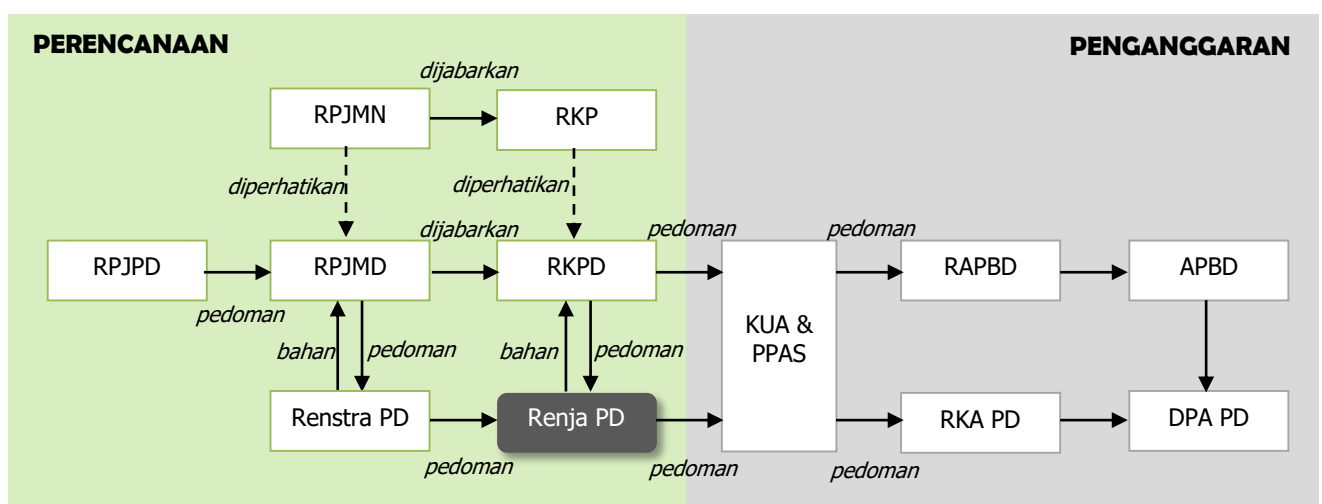 PERENCANAAN
PENGANGGARAN
dijabarkan
RPJMN
RKP
diperhatikan
diperhatikan
dijabarkan
pedoman
pedoman
RPJPD
RPJMD
RKPD
RAPBD
APBD
pedoman
KUA &
PPAS
bahan
pedoman
bahan
pedoman
Renstra PD
Renja PD
RKA PD
DPA PD
pedoman
pedoman
pedoman